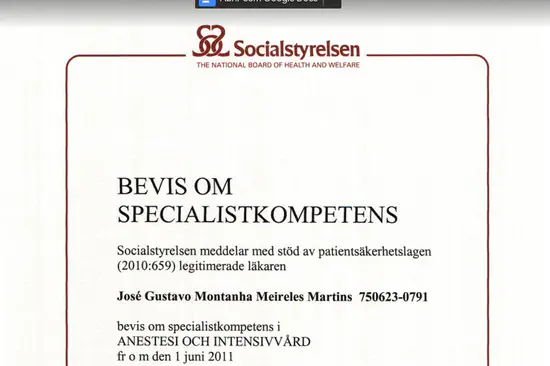 Socialstyrelsen
THE NATIONAL BOARD OF HEALTH AND WELFARE
BEVIS OM
SPECIALISTKOMPETENS
Socialstyrelsen meddelar med stöd av patientsäkerhetslagen
(2010:659) legitimerade läkaren
José Gustavo Montanha Meireles Martins 750623-0791
bevis om specialistkompetens i
ANESTESI OCH INTENSIVVÅRD
fr o m den 1 juni 2011